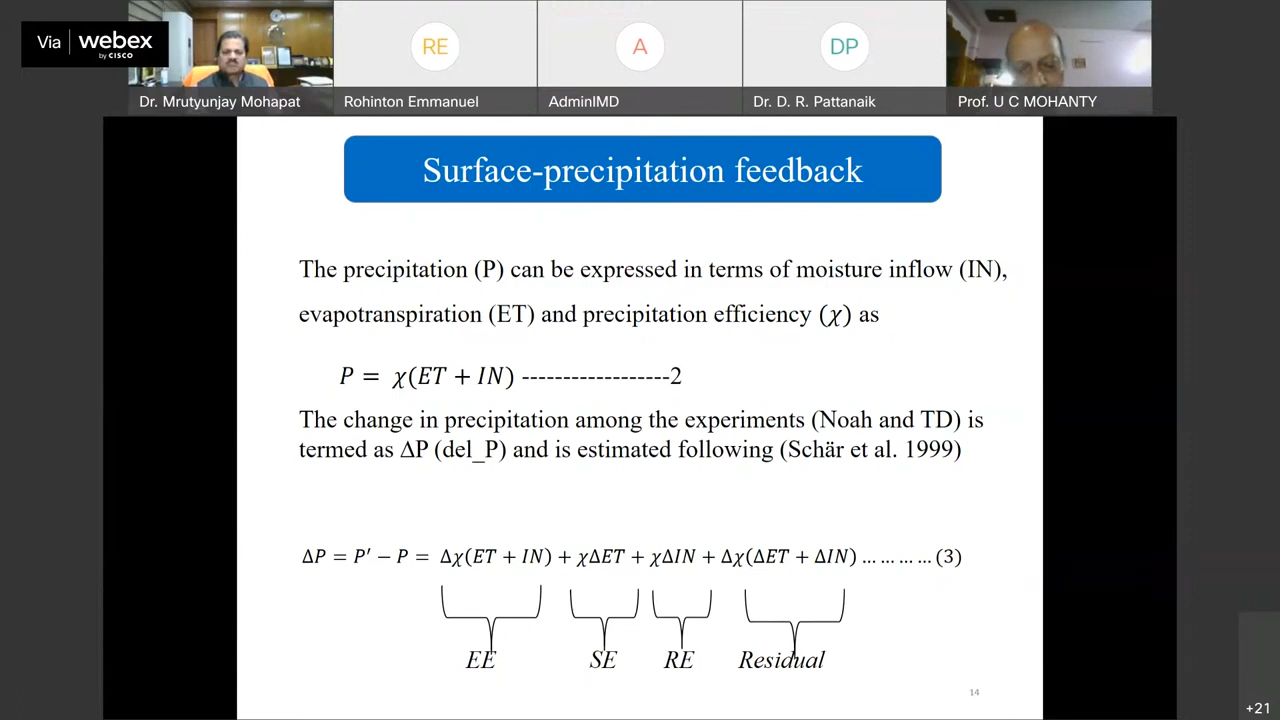 Via webex
by CISCO
RE
A
DP
Dr. Mrutyunjay Mohapat
Rohinton Emmanuel
AdminIMD
Dr. D. R. Pattanaik
Prof. U C MOHANTY
Surface-precipitation feedback
The precipitation (P) can be expressed in terms of moisture inflow (IN),
evapotranspiration (ET) and precipitation efficiency (χ) as
P = χ(ET + IN) ------------------2
The change in precipitation among the experiments (Noah and TD) is
termed as ΔP (del_P) and is estimated following (Schär et al. 1999)
ΔP = P′ − P = Δχ(ET + IN) + χΔET + χΔIN + Δχ(ΔET + ΔIN) ... ... ... ... (3)
EE SE RE Residual
14
+21